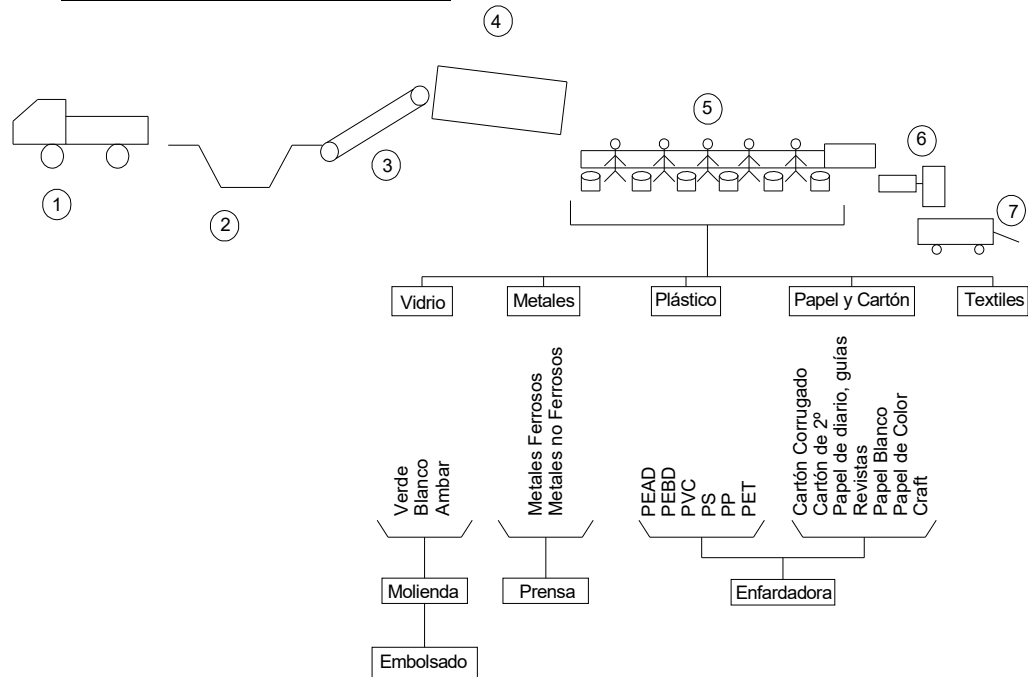 4
5
6
3
1
7
2
Vidrio
Metales
Plástico
Papel y Cartón
Textiles
Verde
Blanco
Ambar
Metales Ferrosos
Metales no Ferrosos
PEAD
PEBD
PVC
PS
PP
PET
Cartón Corrugado
Cartón de 2º
Papel de diario, guías
Revistas
Papel Blanco
Papel de Color
Craft
Molienda
Prensa
Enfardadora
Embolsado